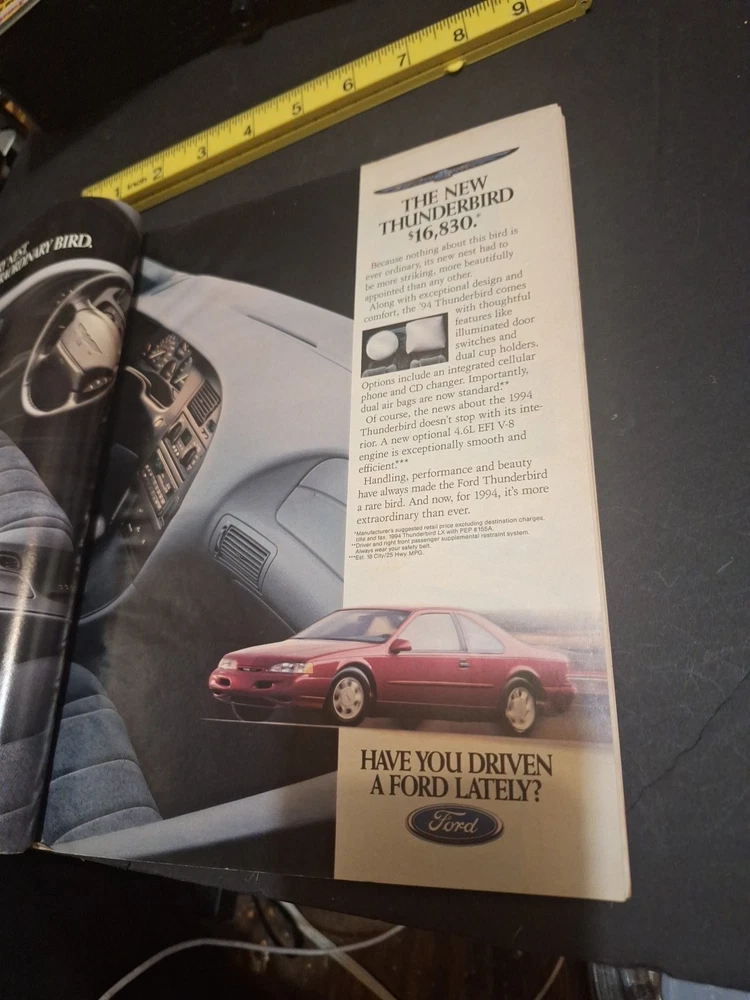 1 Inch 2 3 4 5 6 7 8 9
NEST
BIRD.
THE NEW
THUNDERBIRD
$16,830.*
Because nothing about this bird is
ever ordinary, its new nest had to
be more striking, more beautifully
appointed than any other.
Along with exceptional design and
comfort, the '94 Thunderbird comes
with thoughtful
features like
illuminated door
switches and
dual cup holders.
Options include an integrated cellular
phone and CD changer. Importantly,
dual air bags are now standard.**
Of course, the news about the 1994
Thunderbird doesn't stop with its inte-
rior. A new optional 4.6L EFI V-8
engine is exceptionally smooth and
efficient.***
Handling, performance and beauty
have always made the Ford Thunderbird
a rare bird. And now, for 1994, it's more
extraordinary than ever.
*Manufacturer's suggested retail price excluding destination charges,
title and tax. 1994 Thunderbird LX with PEP #155A.
**Driver and right front passenger supplemental restraint system.
Always wear your safety belt.
***Est. 18 City/25 Hwy. MPG.
HAVE YOU DRIVEN
A FORD LATELY?
Ford